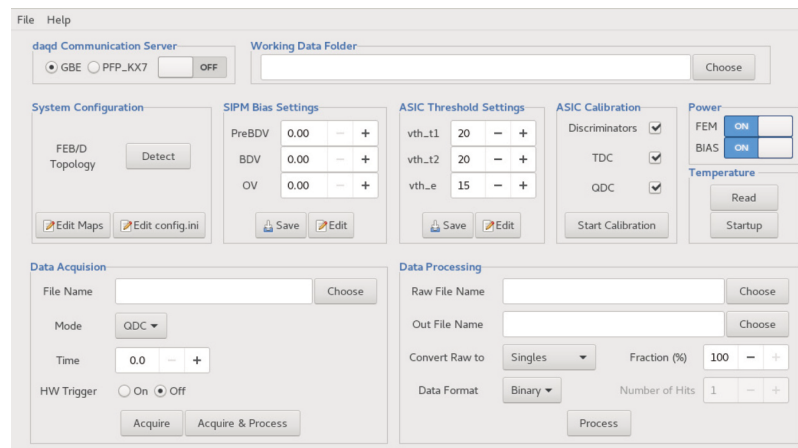 File Help
daqd Communication Server
GBE PFP_KX7 OFF
Working Data Folder
Choose
System Configuration
FEB/D
Topology
Detect
Edit Maps Edit config.ini
SIPM Bias Settings
PreBDV 0.00 − +
BDV 0.00 − +
OV 0.00 − +
Save Edit
ASIC Threshold Settings
vth_t1 20 − +
vth_t2 20 − +
vth_e 15 − +
Save Edit
ASIC Calibration
Discriminators
TDC
QDC
Start Calibration
Power
FEM ON
BIAS ON
Temperature
Read
Startup
Data Acquision
File Name Choose
Mode QDC
Time 0.0 − +
HW Trigger On Off
Acquire Acquire & Process
Data Processing
Raw File Name Choose
Out File Name Choose
Convert Raw to Singles Fraction (%) 100 − +
Data Format Binary Number of Hits 1 − +
Process